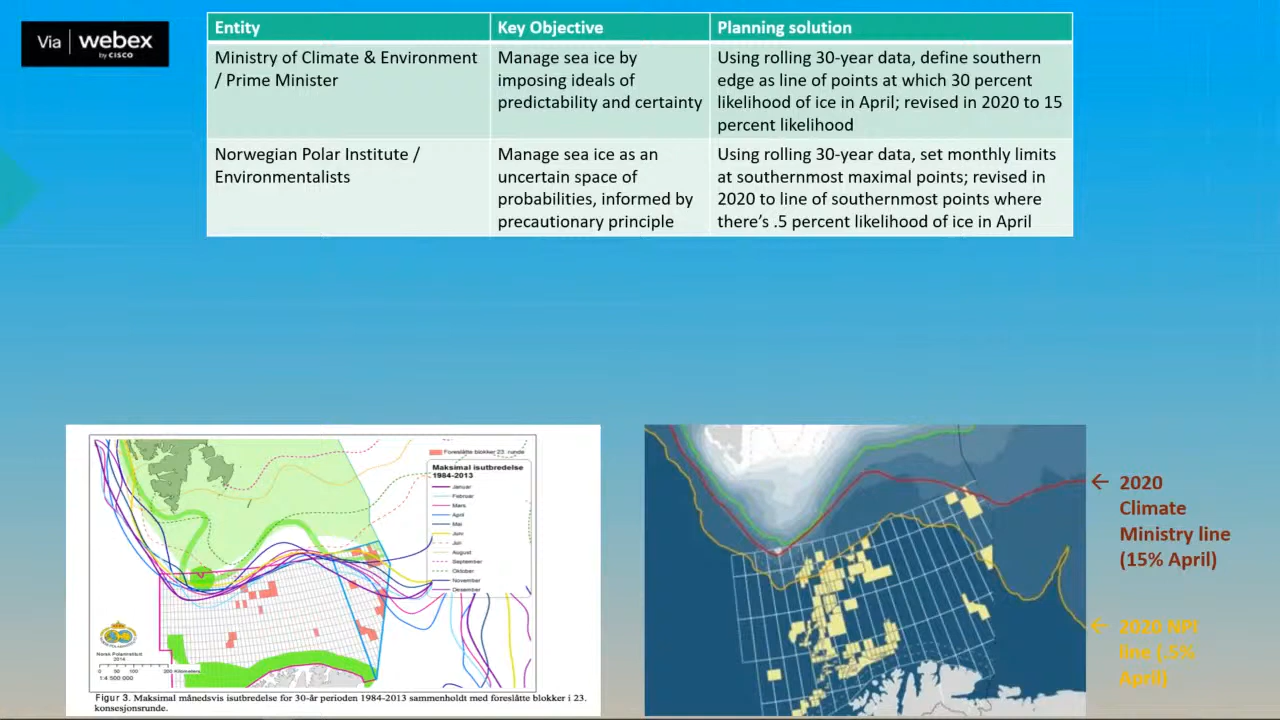 Via | webex
by CISCO
Entity Key Objective Planning solution
Ministry of Climate & Environment
/ Prime Minister
Manage sea ice by
imposing ideals of
predictability and certainty
Using rolling 30-year data, define southern
edge as line of points at which 30 percent
likelihood of ice in April; revised in 2020 to 15
percent likelihood
Norwegian Polar Institute /
Environmentalists
Manage sea ice as an
uncertain space of
probabilities, informed by
precautionary principle
Using rolling 30-year data, set monthly limits
at southernmost maximal points; revised in
2020 to line of southernmost points where
there's .5 percent likelihood of ice in April
Foreslåtte blokker 23. runde
Maksimal isutbredelse
1984-2013
Januar
Februar
Mars
April
Mai
Juni
Juli
August
September
Oktober
November
Desember
Norsk Polarinstitutt
2014
0 50 100 200 Kilometers
1:4 500 000
Figur 3. Maksimal månedsvis isutbredelse for 30-år perioden 1984-2013 sammenholdt med foreslåtte blokker i 23.
konsesjonsrunde.
← 2020
Climate
Ministry line
(15% April)
← 2020 NPI
line (.5%
April)